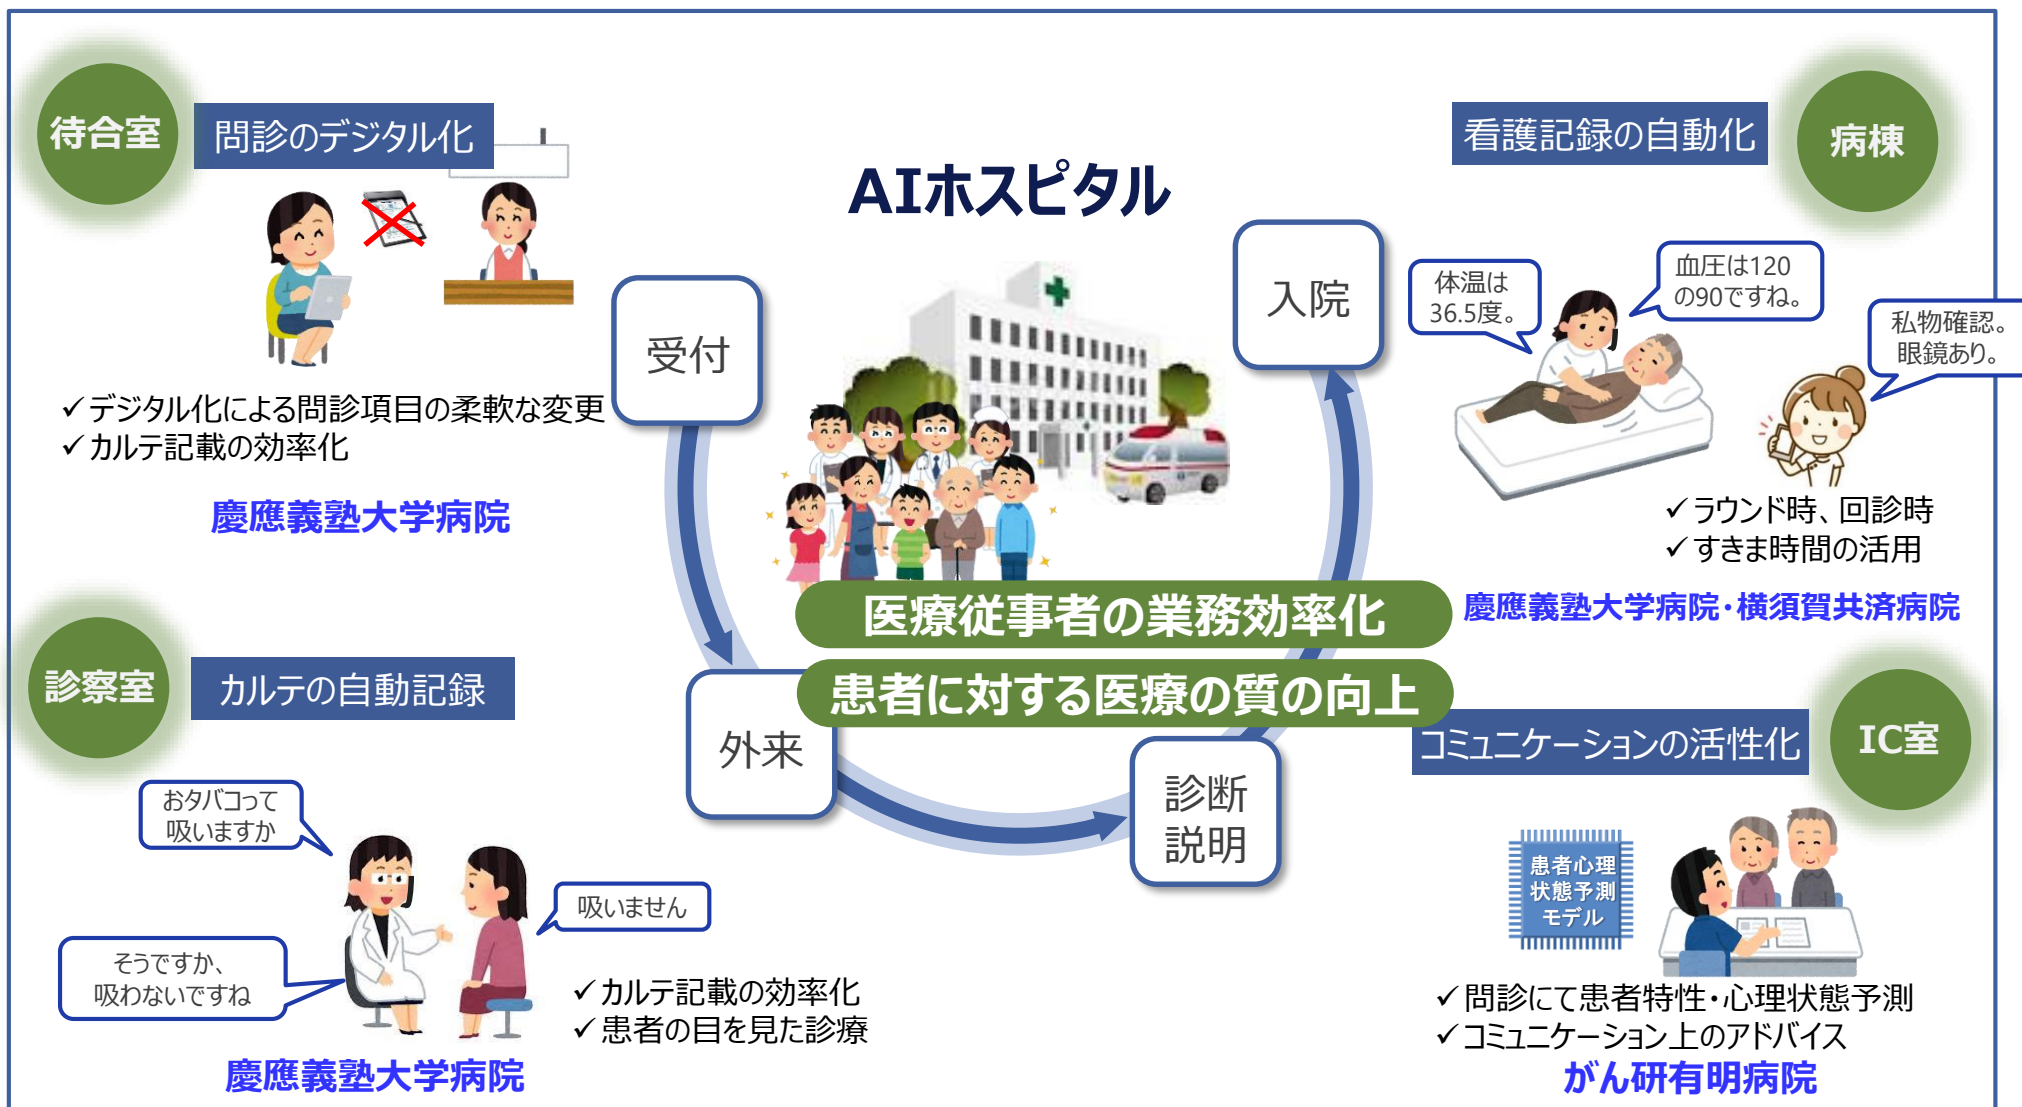 AIホスピタル
待合室
問診のデジタル化
✓デジタル化による問診項目の柔軟な変更
✓カルテ記載の効率化
慶應義塾大学病院
受付
外来
診断
説明
入院
医療従事者の業務効率化
患者に対する医療の質の向上
看護記録の自動化
病棟
体温は
36.5度。
血圧は120
の90ですね。
私物確認。
眼鏡あり。
✓ラウンド時、回診時
✓すきま時間の活用
慶應義塾大学病院・横須賀共済病院
診察室
カルテの自動記録
おタバコって
吸いますか
吸いません
そうですか、
吸わないですね
✓カルテ記載の効率化
✓患者の目を見た診療
慶應義塾大学病院
コミュニケーションの活性化
IC室
患者心理
状態予測
モデル
✓問診にて患者特性・心理状態予測
✓コミュニケーション上のアドバイス
がん研有明病院